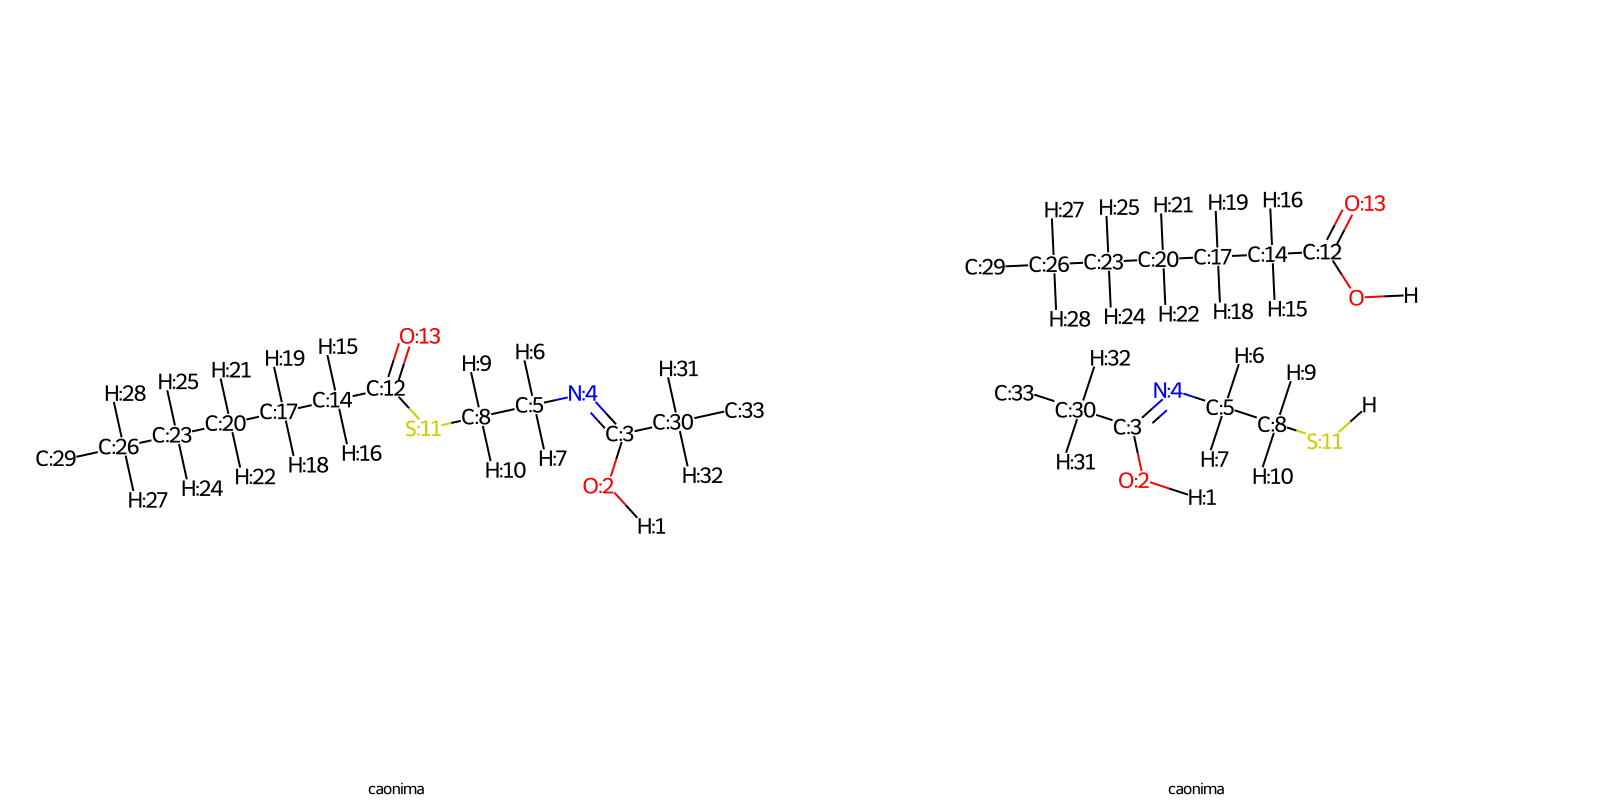 H:27 H:25 H:21 H:19 H:16 O:13
C:29 C:26 C:23 C:20 C:17 C:14 C:12
O H
H:28 H:24 H:22 H:18 H:15
H:28 H:25 H:21 H:19 H:15 O:13 H:9 H:6 H:31
C:29 C:26 C:23 C:20 C:17 C:14 C:12 S:11 C:8 C:5 N:4 C:3 C:30 C:33
H:27 H:24 H:22 H:18 H:16 H:10 H:7 O:2 H:32
H:1
H:32 H:6 H:9
C:33 C:30 C:3 N:4 C:5 C:8 S:11 H
H:31 O:2 H:1 H:7 H:10
caonima
caonima